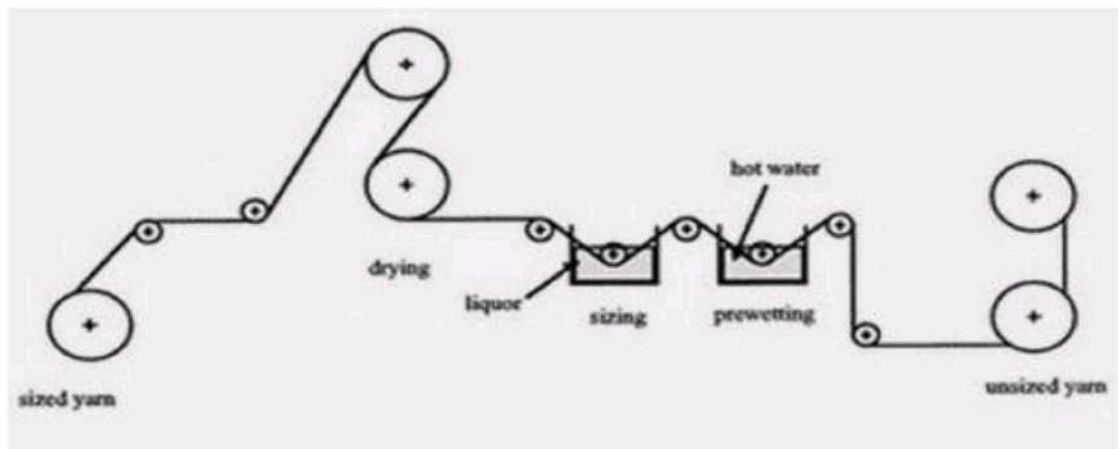 hot water
drying
liquor
sizing
prewetting
sized yarn
unsized yarn